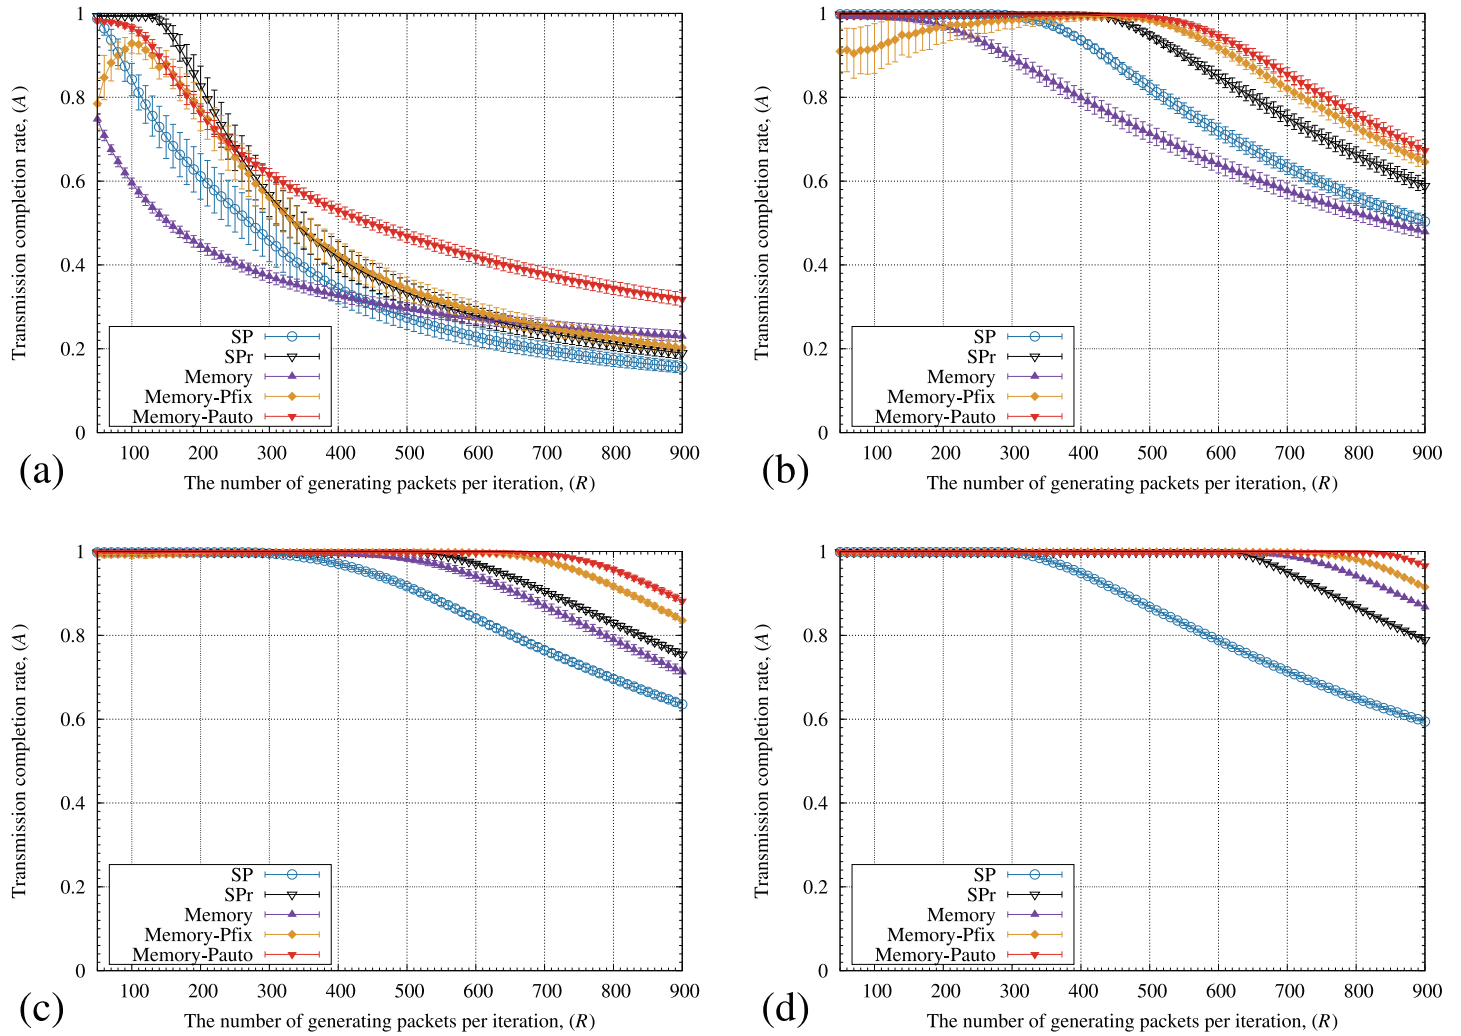 Transmission completion rate, (A)
1
0.8
0.6
0.4
0.2
0
SP
SPr
Memory
Memory-Pfix
Memory-Pauto
100 200 300 400 500 600 700 800 900
The number of generating packets per iteration, (R)
(a)
Transmission completion rate, (A)
1
0.8
0.6
0.4
0.2
0
SP
SPr
Memory
Memory-Pfix
Memory-Pauto
100 200 300 400 500 600 700 800 900
The number of generating packets per iteration, (R)
(b)
Transmission completion rate, (A)
1
0.8
0.6
0.4
0.2
0
SP
SPr
Memory
Memory-Pfix
Memory-Pauto
100 200 300 400 500 600 700 800 900
The number of generating packets per iteration, (R)
(c)
Transmission completion rate, (A)
1
0.8
0.6
0.4
0.2
0
SP
SPr
Memory
Memory-Pfix
Memory-Pauto
100 200 300 400 500 600 700 800 900
The number of generating packets per iteration, (R)
(d)